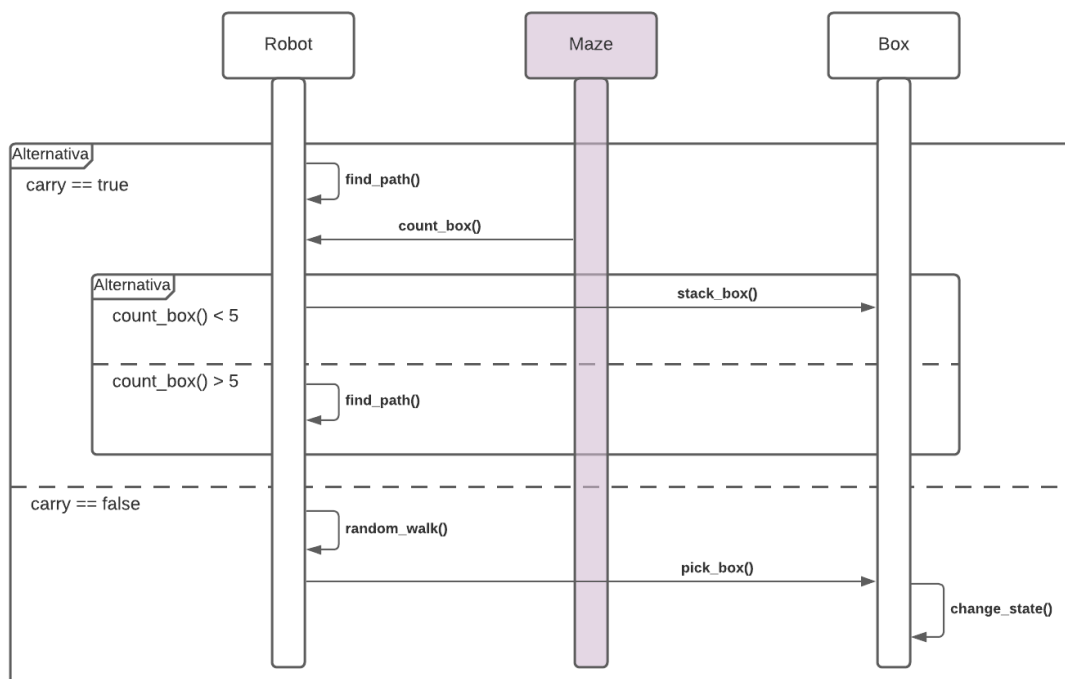 Robot
Maze
Box
Alternativa
carry == true
find_path()
count_box()
Alternativa
stack_box()
count_box() < 5
count_box() > 5
find_path()
carry == false
random_walk()
pick_box()
change_state()